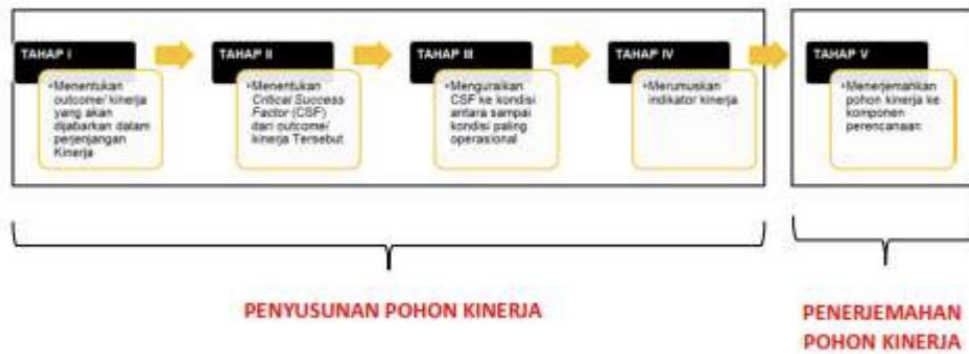 TAHAP I
•Menentukan
outcome/ kinerja
yang akan
dijabarkan dalam
perjenjangan
Kinerja
TAHAP II
•Menentukan
Critical Success
Factor (CSF)
dari outcome/
kinerja Tersebut
TAHAP III
•Menguraikan
CSF ke kondisi
antara sampai
kondisi paling
operasional
TAHAP IV
•Merumuskan
indikator kinerja
TAHAP V
•Menerjemahkan
pohon kinerja ke
komponen
perencanaan
PENYUSUNAN POHON KINERJA
PENERJEMAHAN
POHON KINERJA